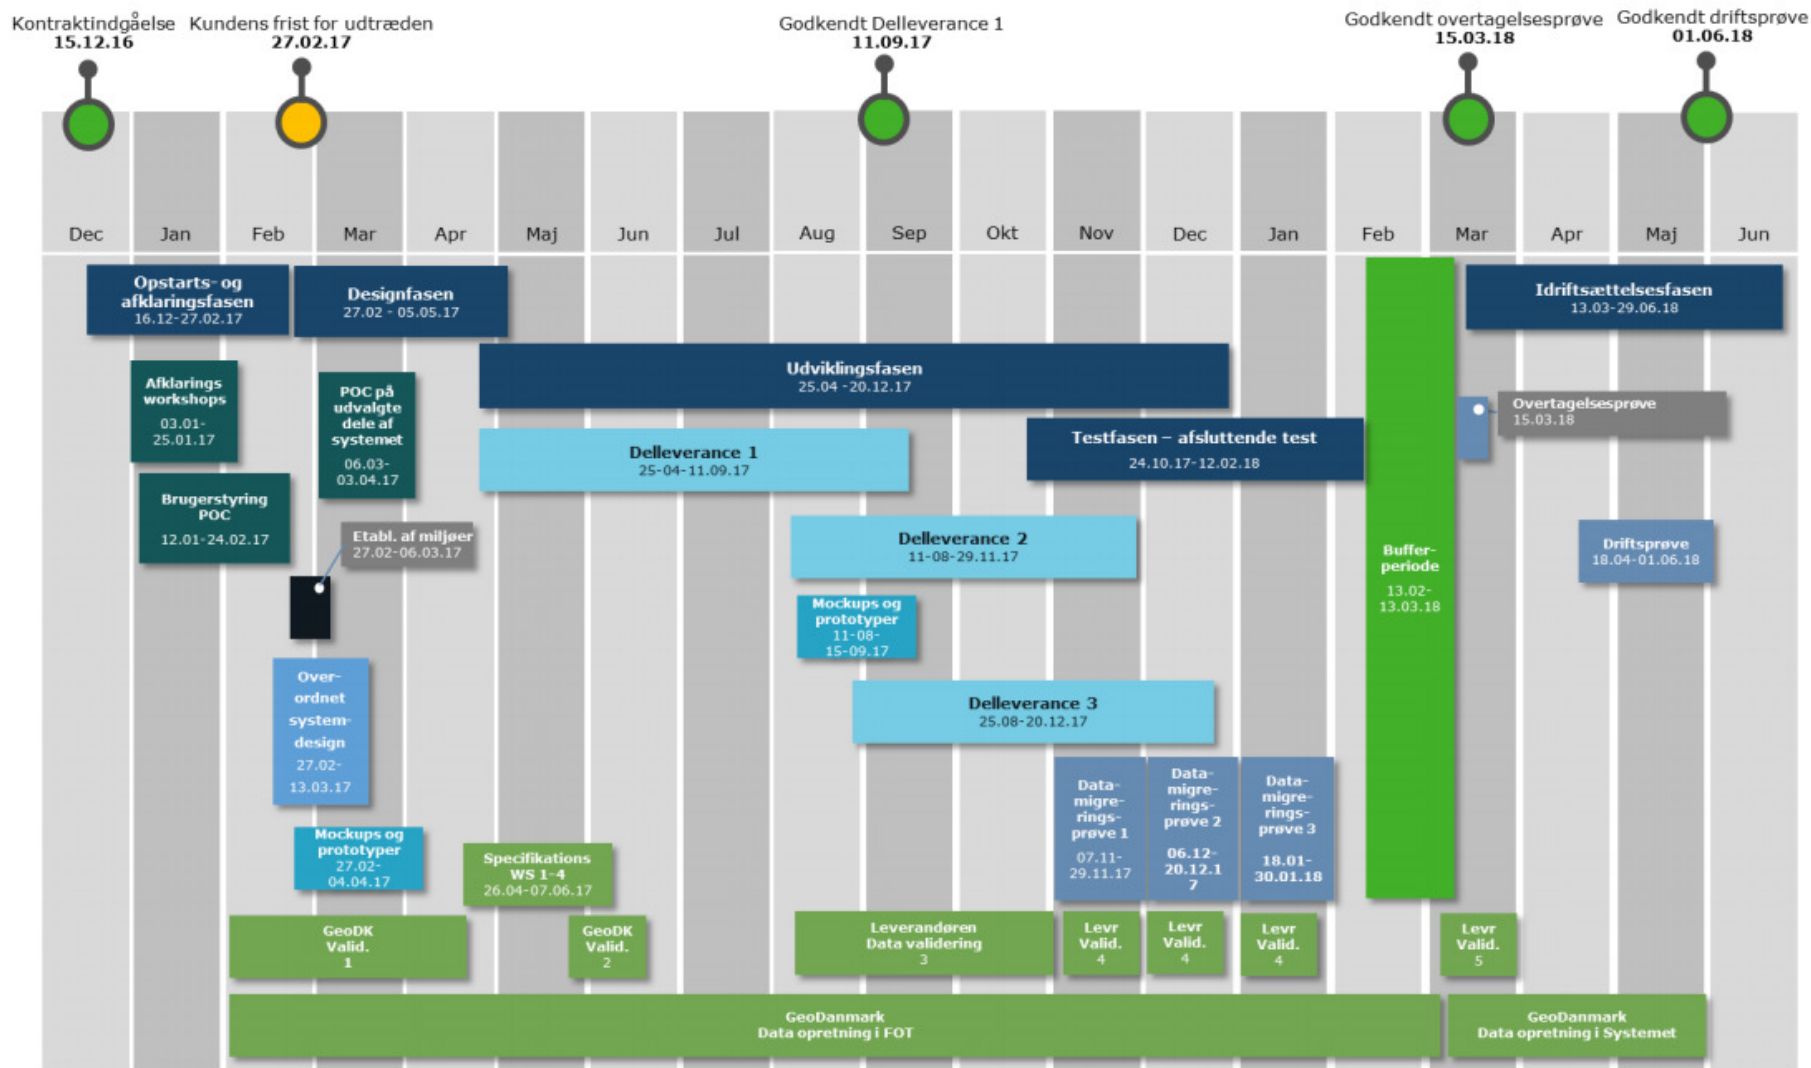 Kontraktindgåelse
15.12.16
Kundens frist for udtræden
27.02.17
Godkendt Delleverance 1
11.09.17
Godkendt overtagelsesprøve
15.03.18
Godkendt driftsprøve
01.06.18
Dec Jan Feb Mar Apr Maj Jun Jul Aug Sep Okt Nov Dec Jan Feb Mar Apr Maj Jun
Opstarts- og
afklaringsfasen
16.12-27.02.17
Designfasen
27.02 - 05.05.17
Idriftsættelsesfasen
13.03-29.06.18
Udviklingsfasen
25.04 -20.12.17
Afklarings
workshops
03.01-
25.01.17
POC på
udvalgte
dele af
systemet
06.03-
03.04.17
Overtagelsesprøve
15.03.18
Testfasen – afsluttende test
24.10.17-12.02.18
Delleverance 1
25-04-11.09.17
Brugerstyring
POC
12.01-24.02.17
Etabl. af miljøer
27.02-06.03.17
Delleverance 2
11-08-29.11.17
Buffer-
periode
13.02-
13.03.18
Driftsprøve
18.04-01.06.18
Mockups og
prototyper
11-08-
15-09.17
Over-
ordnet
system-
design
27.02-
13.03.17
Delleverance 3
25.08-20.12.17
Data-
migre-
rings-
prøve 1
07.11-
29.11.17
Data-
migre-
rings-
prøve 2
06.12-
20.12.1
7
Data-
migre-
rings-
prøve 3
18.01-
30.01.18
Mockups og
prototyper
27.02-
04.04.17
Specifikations
WS 1-4
26.04-07.06.17
GeoDK
Valid.
1
GeoDK
Valid.
2
Leverandøren
Data validering
3
Levr
Valid.
4
Levr
Valid.
4
Levr
Valid.
4
Levr
Valid.
5
GeoDanmark
Data opretning i FOT
GeoDanmark
Data opretning i Systemet